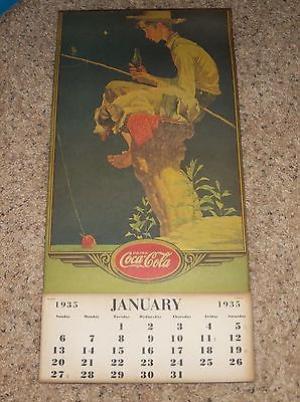 DRINK
Coca-Cola
1935 JANUARY 1935
Sunday Monday Tuesday Wednesday Thursday Friday Saturday
1 2 3 4 5
6 7 8 9 10 11 12
13 14 15 16 17 18 19
20 21 22 23 24 25 26
27 28 29 30 31